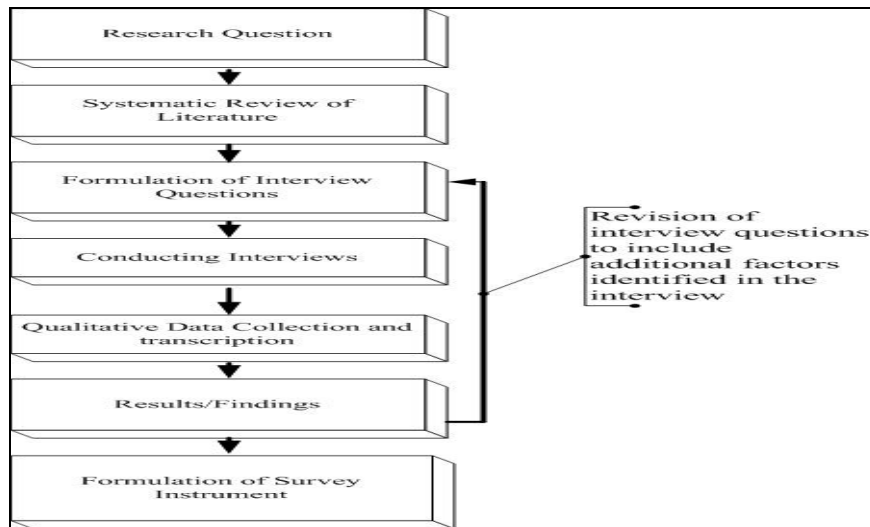 Research Question
Systematic Review of
Literature
Formulation of Interview
Questions
Conducting Interviews
Qualitative Data Collection and
transcription
Results/Findings
Formulation of Survey
Instrument
Revision of
interview questions
to include
additional factors
identified in the
interview